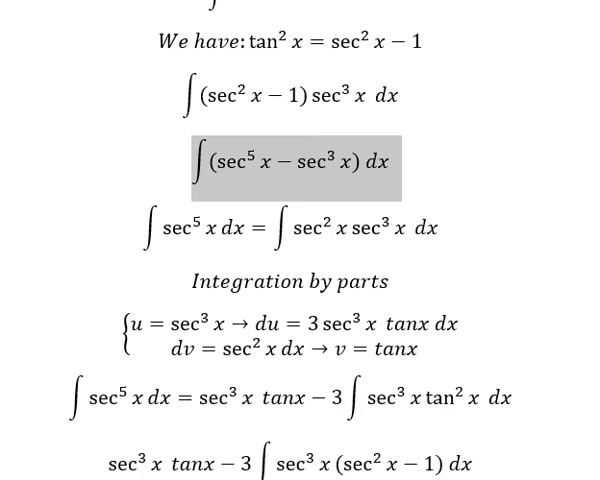 We have: tan² x = sec² x − 1
∫ (sec² x − 1) sec³ x dx
∫ (sec⁵ x − sec³ x) dx
∫ sec⁵ x dx = ∫ sec² x sec³ x dx
Integration by parts
{u = sec³ x → du = 3 sec³ x tanx dx
dv = sec² x dx → v = tanx
∫ sec⁵ x dx = sec³ x tanx − 3 ∫ sec³ x tan² x dx
sec³ x tanx − 3 ∫ sec³ x (sec² x − 1) dx